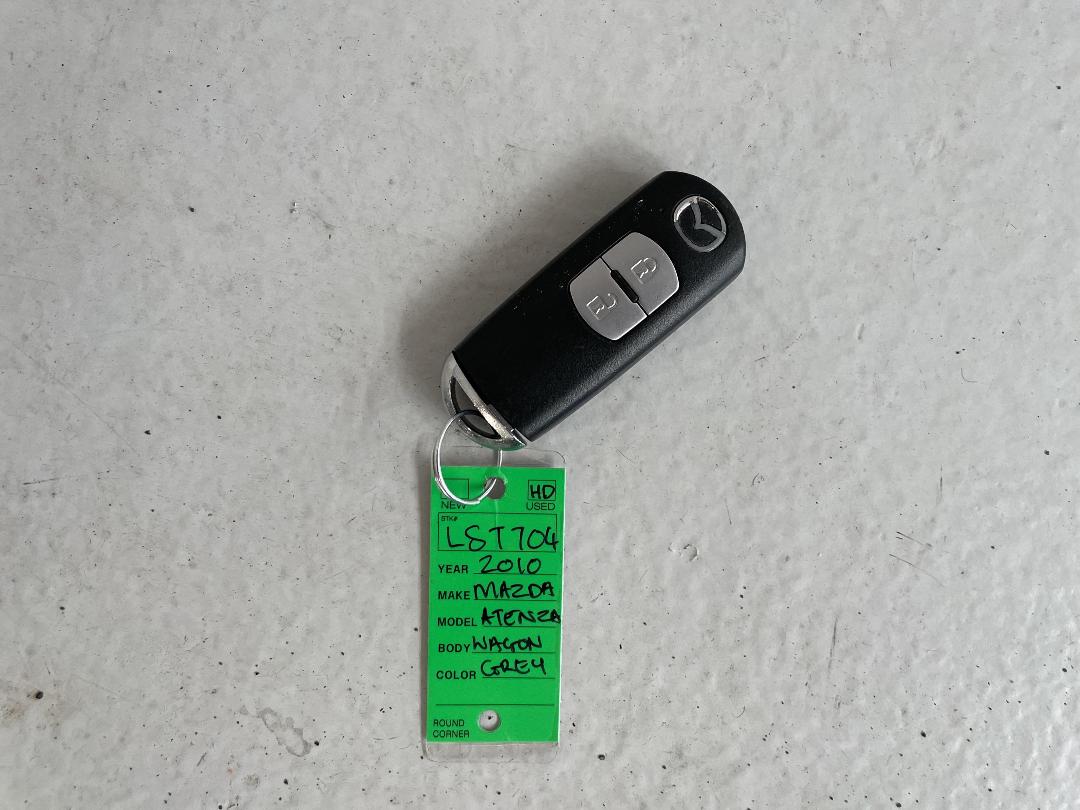 HD
NEW USED
STK#
LST704
YEAR 2010
MAKE MAZDA
MODEL ATENZA
BODY WAGON
COLOR GREY
ROUND
CORNER